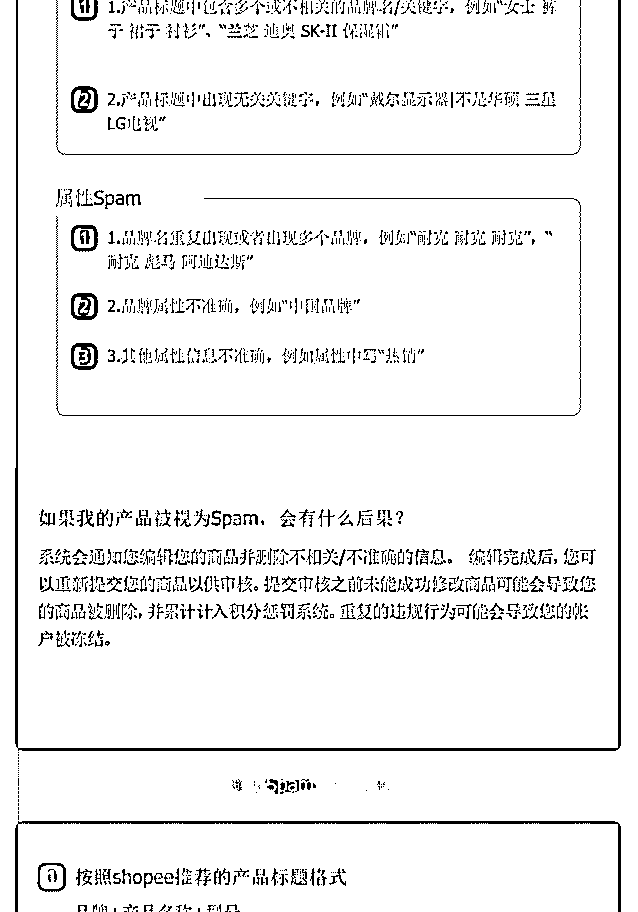 1.产品标题中包含多个或不相关的品牌名/关键字，例如“女士 裤
子 裙子 衬衫”、“兰芝 迪奥 SK-II 保湿霜”
2 2.产品标题中出现无关关键字，例如“戴尔显示器|不是华硕 三星
LG电视”
属性Spam
1 1.品牌名重复出现或者出现多个品牌，例如“耐克 耐克 耐克”，“
耐克 彪马 阿迪达斯”
2 2.品牌属性不准确，例如“中国品牌”
3 3.其他属性信息不准确，例如属性中写“热销”
如果我的产品被视为Spam，会有什么后果?
系统会通知您编辑您的商品并删除不相关/不准确的信息。 编辑完成后, 您可
以重新提交您的商品以供审核。提交审核之前未能成功修改商品可能会导致您
的商品被删除, 并累计计入积分惩罚系统。重复的违规行为可能会导致您的帐
户被冻结。
Spam
按照shopee推荐的产品标题格式
品牌+产品名称+型号